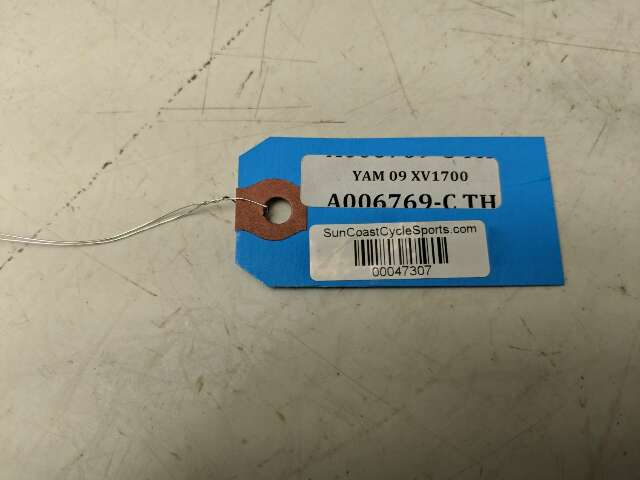 YAM 09 XV1700
A006769-C TH
SunCoastCycleSports.com
00047307